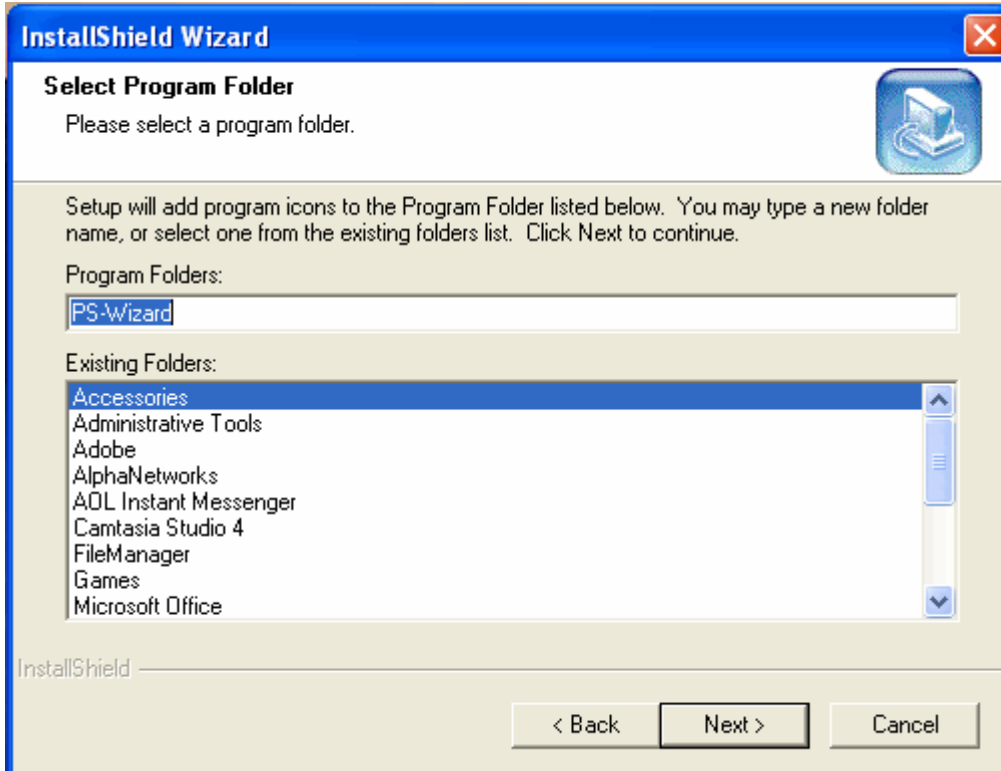 InstallShield Wizard
Select Program Folder
Please select a program folder.
Setup will add program icons to the Program Folder listed below.  You may type a new folder
name, or select one from the existing folders list.  Click Next to continue.
Program Folders:
PS-Wizard
Existing Folders:
Accessories
Administrative Tools
Adobe
AlphaNetworks
AOL Instant Messenger
Camtasia Studio 4
FileManager
Games
Microsoft Office
InstallShield
< Back
Next >
Cancel